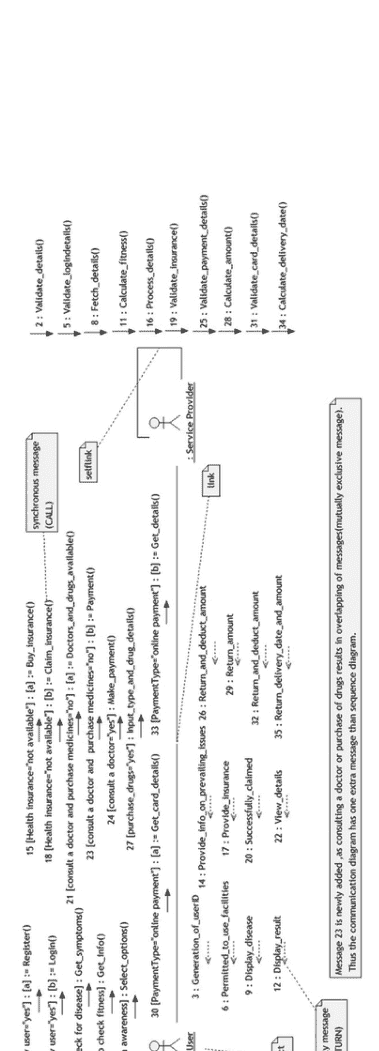 y user="yes"] : [a] := Register()
y user="yes"] : [b] := Login()
eck for disease] : Get_symptoms()
o check fitness] : Get_Info()
n awareness] : Select_options()
15 [Health insurance="not available"] : [a] := Buy_insurance()
18 [Health insurance="not available"] : [b] := Claim_insurance()
21 [consult a doctor and purchase medicines="no"] : [a] := Doctors_and_drugs_available()
23 [consult a doctor and purchase medicines="no"] : [b] := Payment()
24 [consult a doctor="yes"] : Make_payment()
27 [purchase_drugs="yes"] : Input_type_and_drug_details()
30 [PaymentType="online payment"] : [a] := Get_card_details()
33 [PaymentType="online payment"] : [b] := Get_details()
synchronous message
(CALL)
selflink
2 : Validate_details()
5 : Validate_logindetails()
8 : Fetch_details()
11 : Calculate_fitness()
16 : Process_details()
19 : Validate_insurance()
25 : Validate_payment_details()
28 : Calculate_amount()
31 : Validate_card_details()
34 : Calculate_delivery_date()
User
: Service Provider
link
3 : Generation_of_userID
6 : Permitted_to_use_facilities
9 : Display_disease
12 : Display_result
14 : Provide_info_on_prevailing_issues
17 : Provide_insurance
20 : Successfully_claimed
22 : View_details
26 : Return_and_deduct_amount
29 : Return_amount
32 : Return_and_deduct_amount
35 : Return_delivery_date_and_amount
y message
URN)
Message 23 is newly added ,as consulting a doctor or purchase of drugs results in overlapping of messages(mutually exclusive message).
Thus the communication diagram has one extra message than sequence diagram.